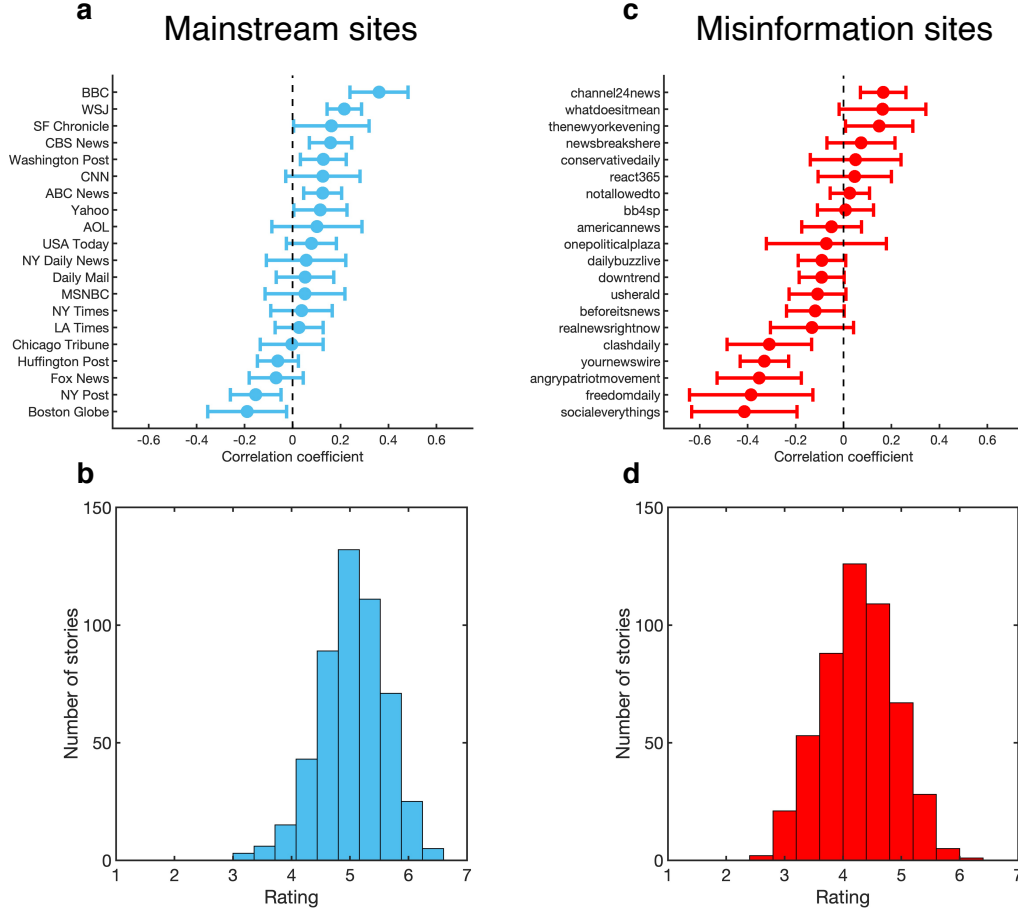 a
Mainstream sites
BBC
WSJ
SF Chronicle
CBS News
Washington Post
CNN
ABC News
Yahoo
AOL
USA Today
NY Daily News
Daily Mail
MSNBC
NY Times
LA Times
Chicago Tribune
Huffington Post
Fox News
NY Post
Boston Globe
-0.6 -0.4 -0.2 0 0.2 0.4 0.6
Correlation coefficient
b
150
100
50
0
Number of stories
1 2 3 4 5 6 7
Rating
c
Misinformation sites
channel24news
whatdoesitmean
thenewyorkevening
newsbreakshere
conservativedaily
react365
notallowedto
bb4sp
americannews
onepoliticalplaza
dailybuzzlive
downtrend
usherald
beforeitsnews
realnewsrightnow
clashdaily
yournewswire
angrypatriotmovement
freedomdaily
socialeverythings
-0.6 -0.4 -0.2 0 0.2 0.4 0.6
Correlation coefficient
d
150
100
50
0
Number of stories
1 2 3 4 5 6 7
Rating